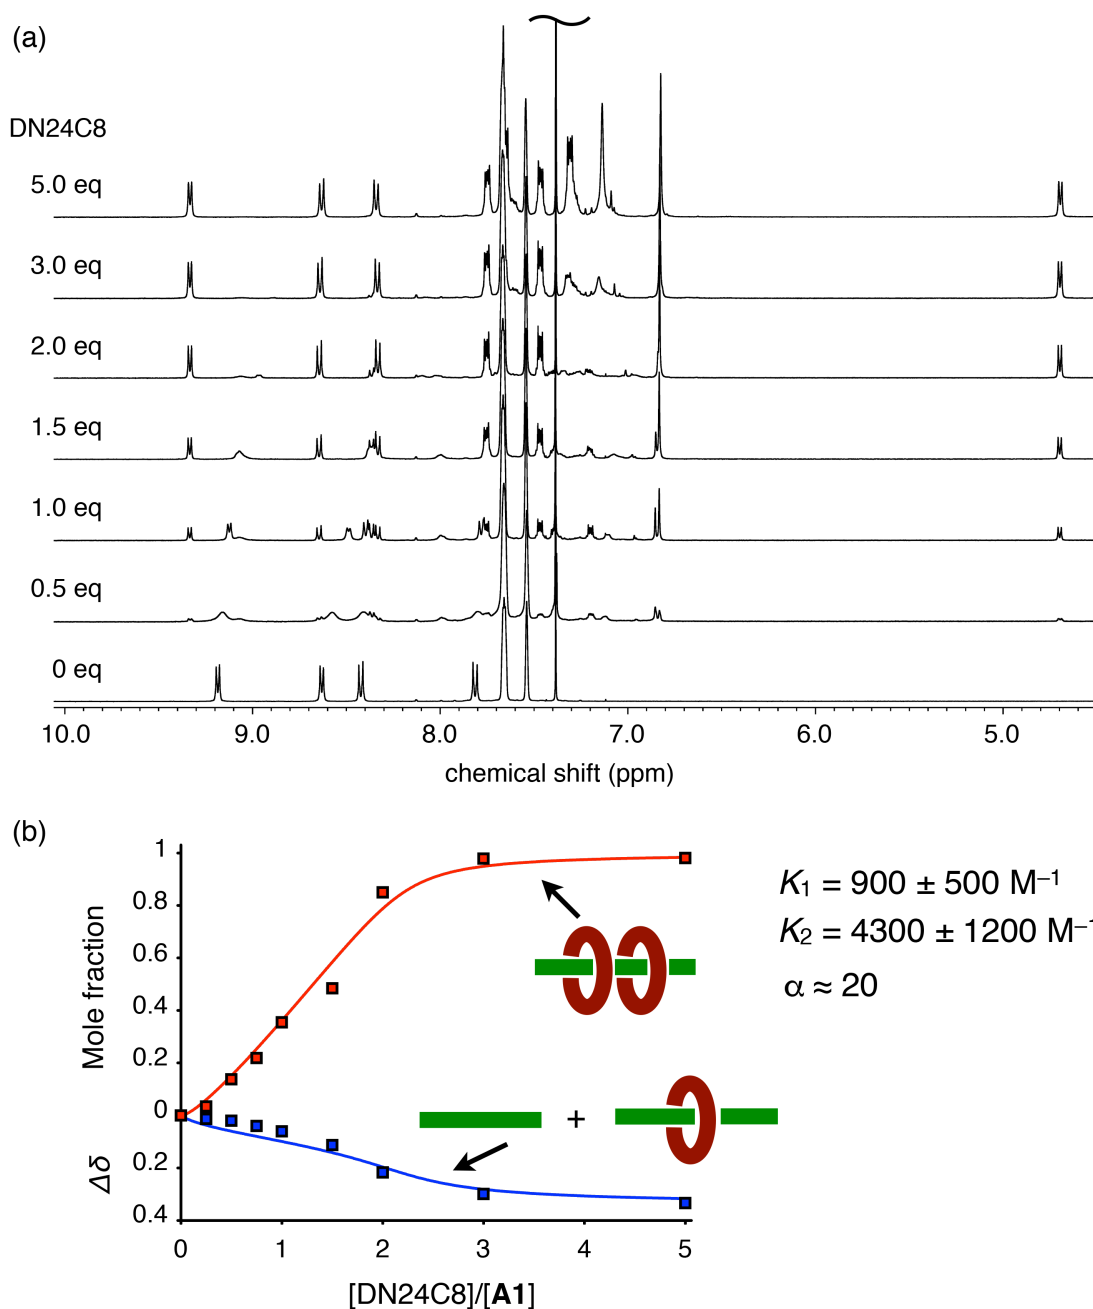 (a)
DN24C8
5.0 eq
3.0 eq
2.0 eq
1.5 eq
1.0 eq
0.5 eq
0 eq
10.0 9.0 8.0 7.0 6.0 5.0
chemical shift (ppm)
(b)
1
0.8
0.6
0.4
0.2
0
0.2
0.4
Mole fraction
Δδ
K1 = 900 ± 500 M–1
K2 = 4300 ± 1200 M–1
α ≈ 20
+
0 1 2 3 4 5
[DN24C8]/[A1]